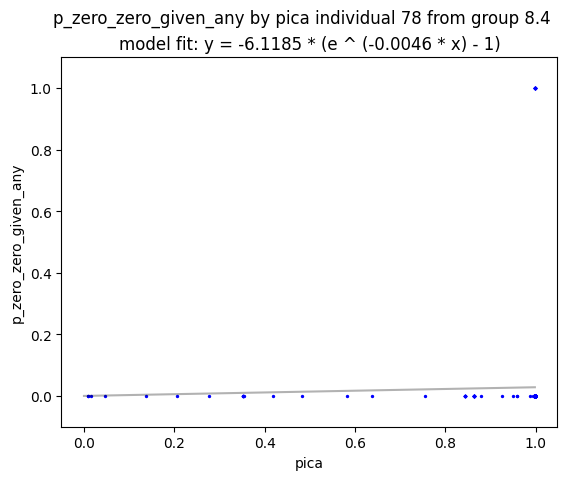 p_zero_zero_given_any by pica individual 78 from group 8.4
model fit: y = -6.1185 * (e ^ (-0.0046 * x) - 1)
p_zero_zero_given_any
1.0
0.8
0.6
0.4
0.2
0.0
0.0 0.2 0.4 0.6 0.8 1.0
pica